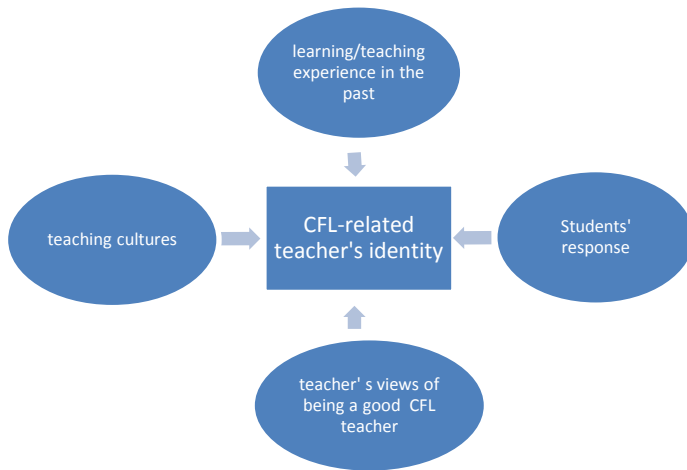 learning/teaching
experience in the
past
teaching cultures
CFL-related
teacher's identity
Students'
response
teacher' s views of
being a good  CFL
teacher